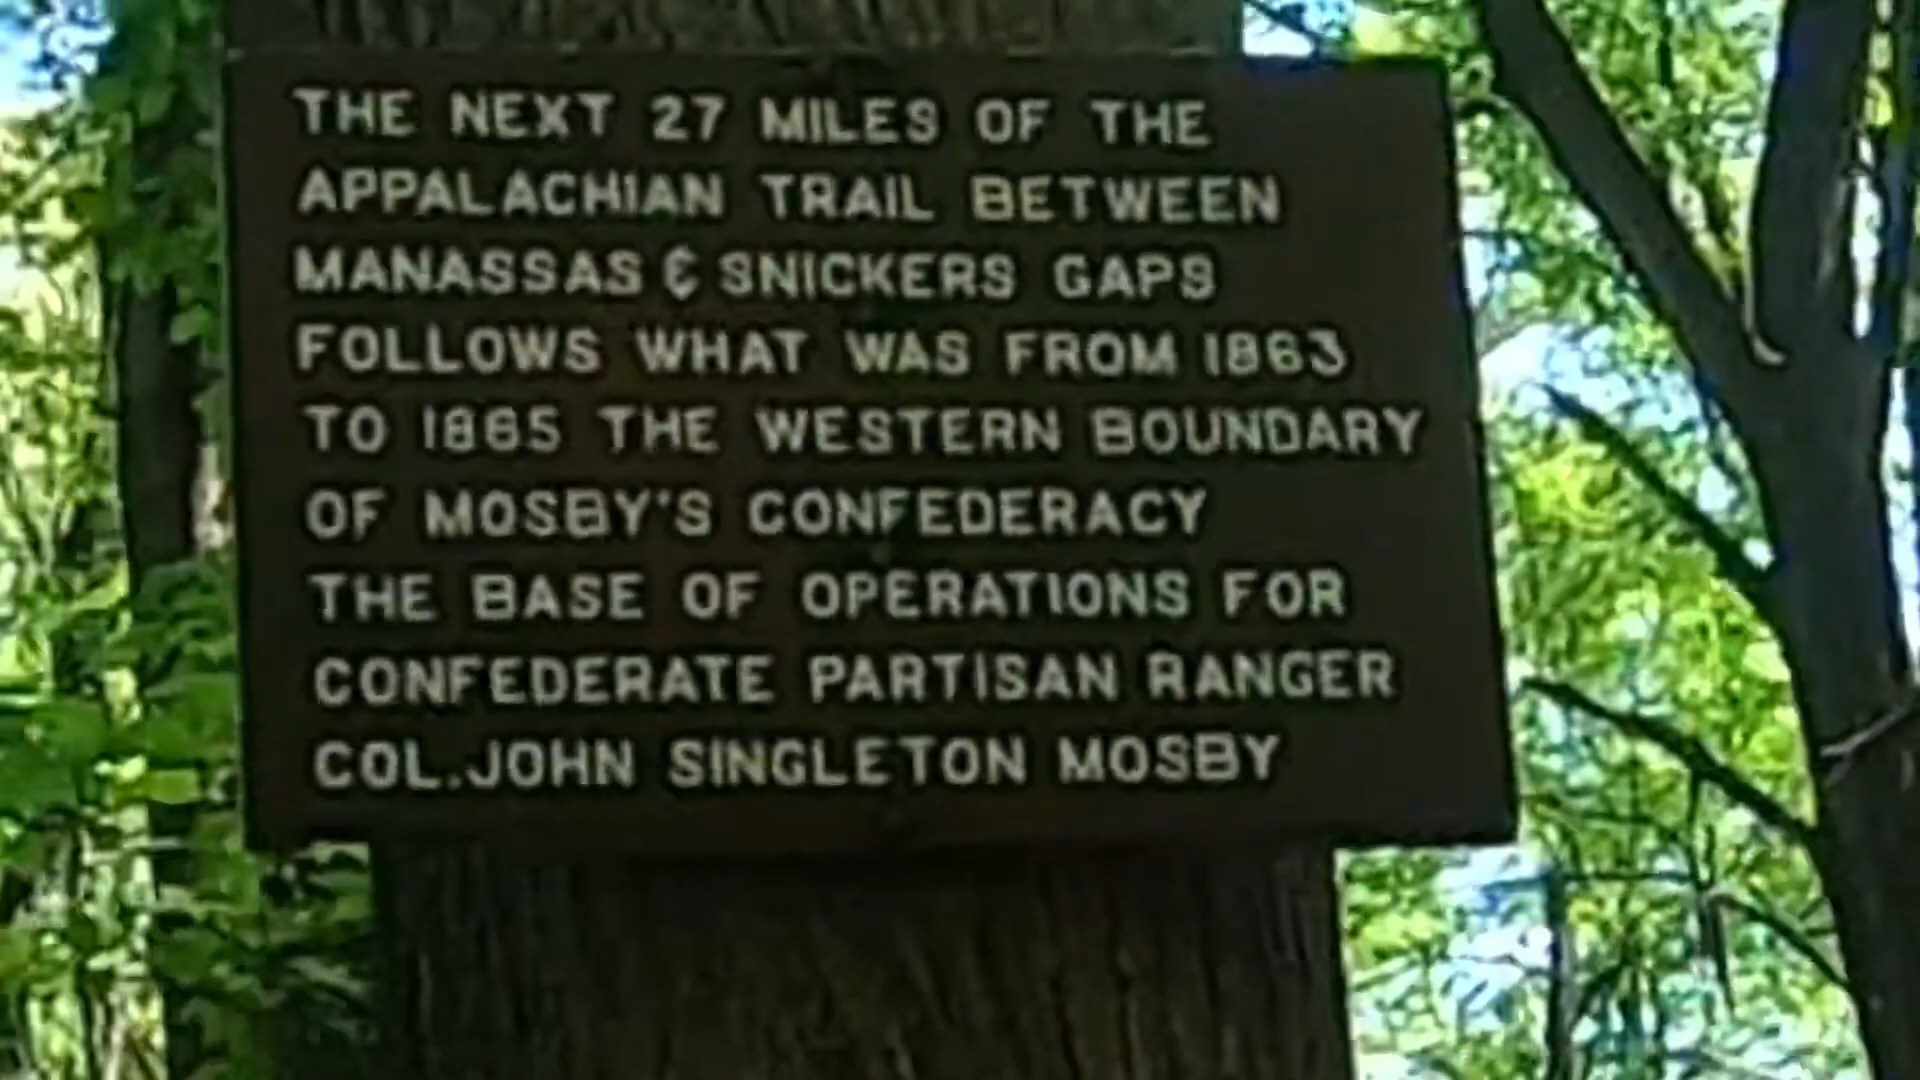 THE NEXT 27 MILES OF THE
APPALACHIAN TRAIL BETWEEN
MANASSAS & SNICKERS GAPS
FOLLOWS WHAT WAS FROM 1863
TO 1865 THE WESTERN BOUNDARY
OF MOSBY'S CONFEDERACY
THE BASE OF OPERATIONS FOR
CONFEDERATE PARTISAN RANGER
COL.JOHN SINGLETON MOSBY